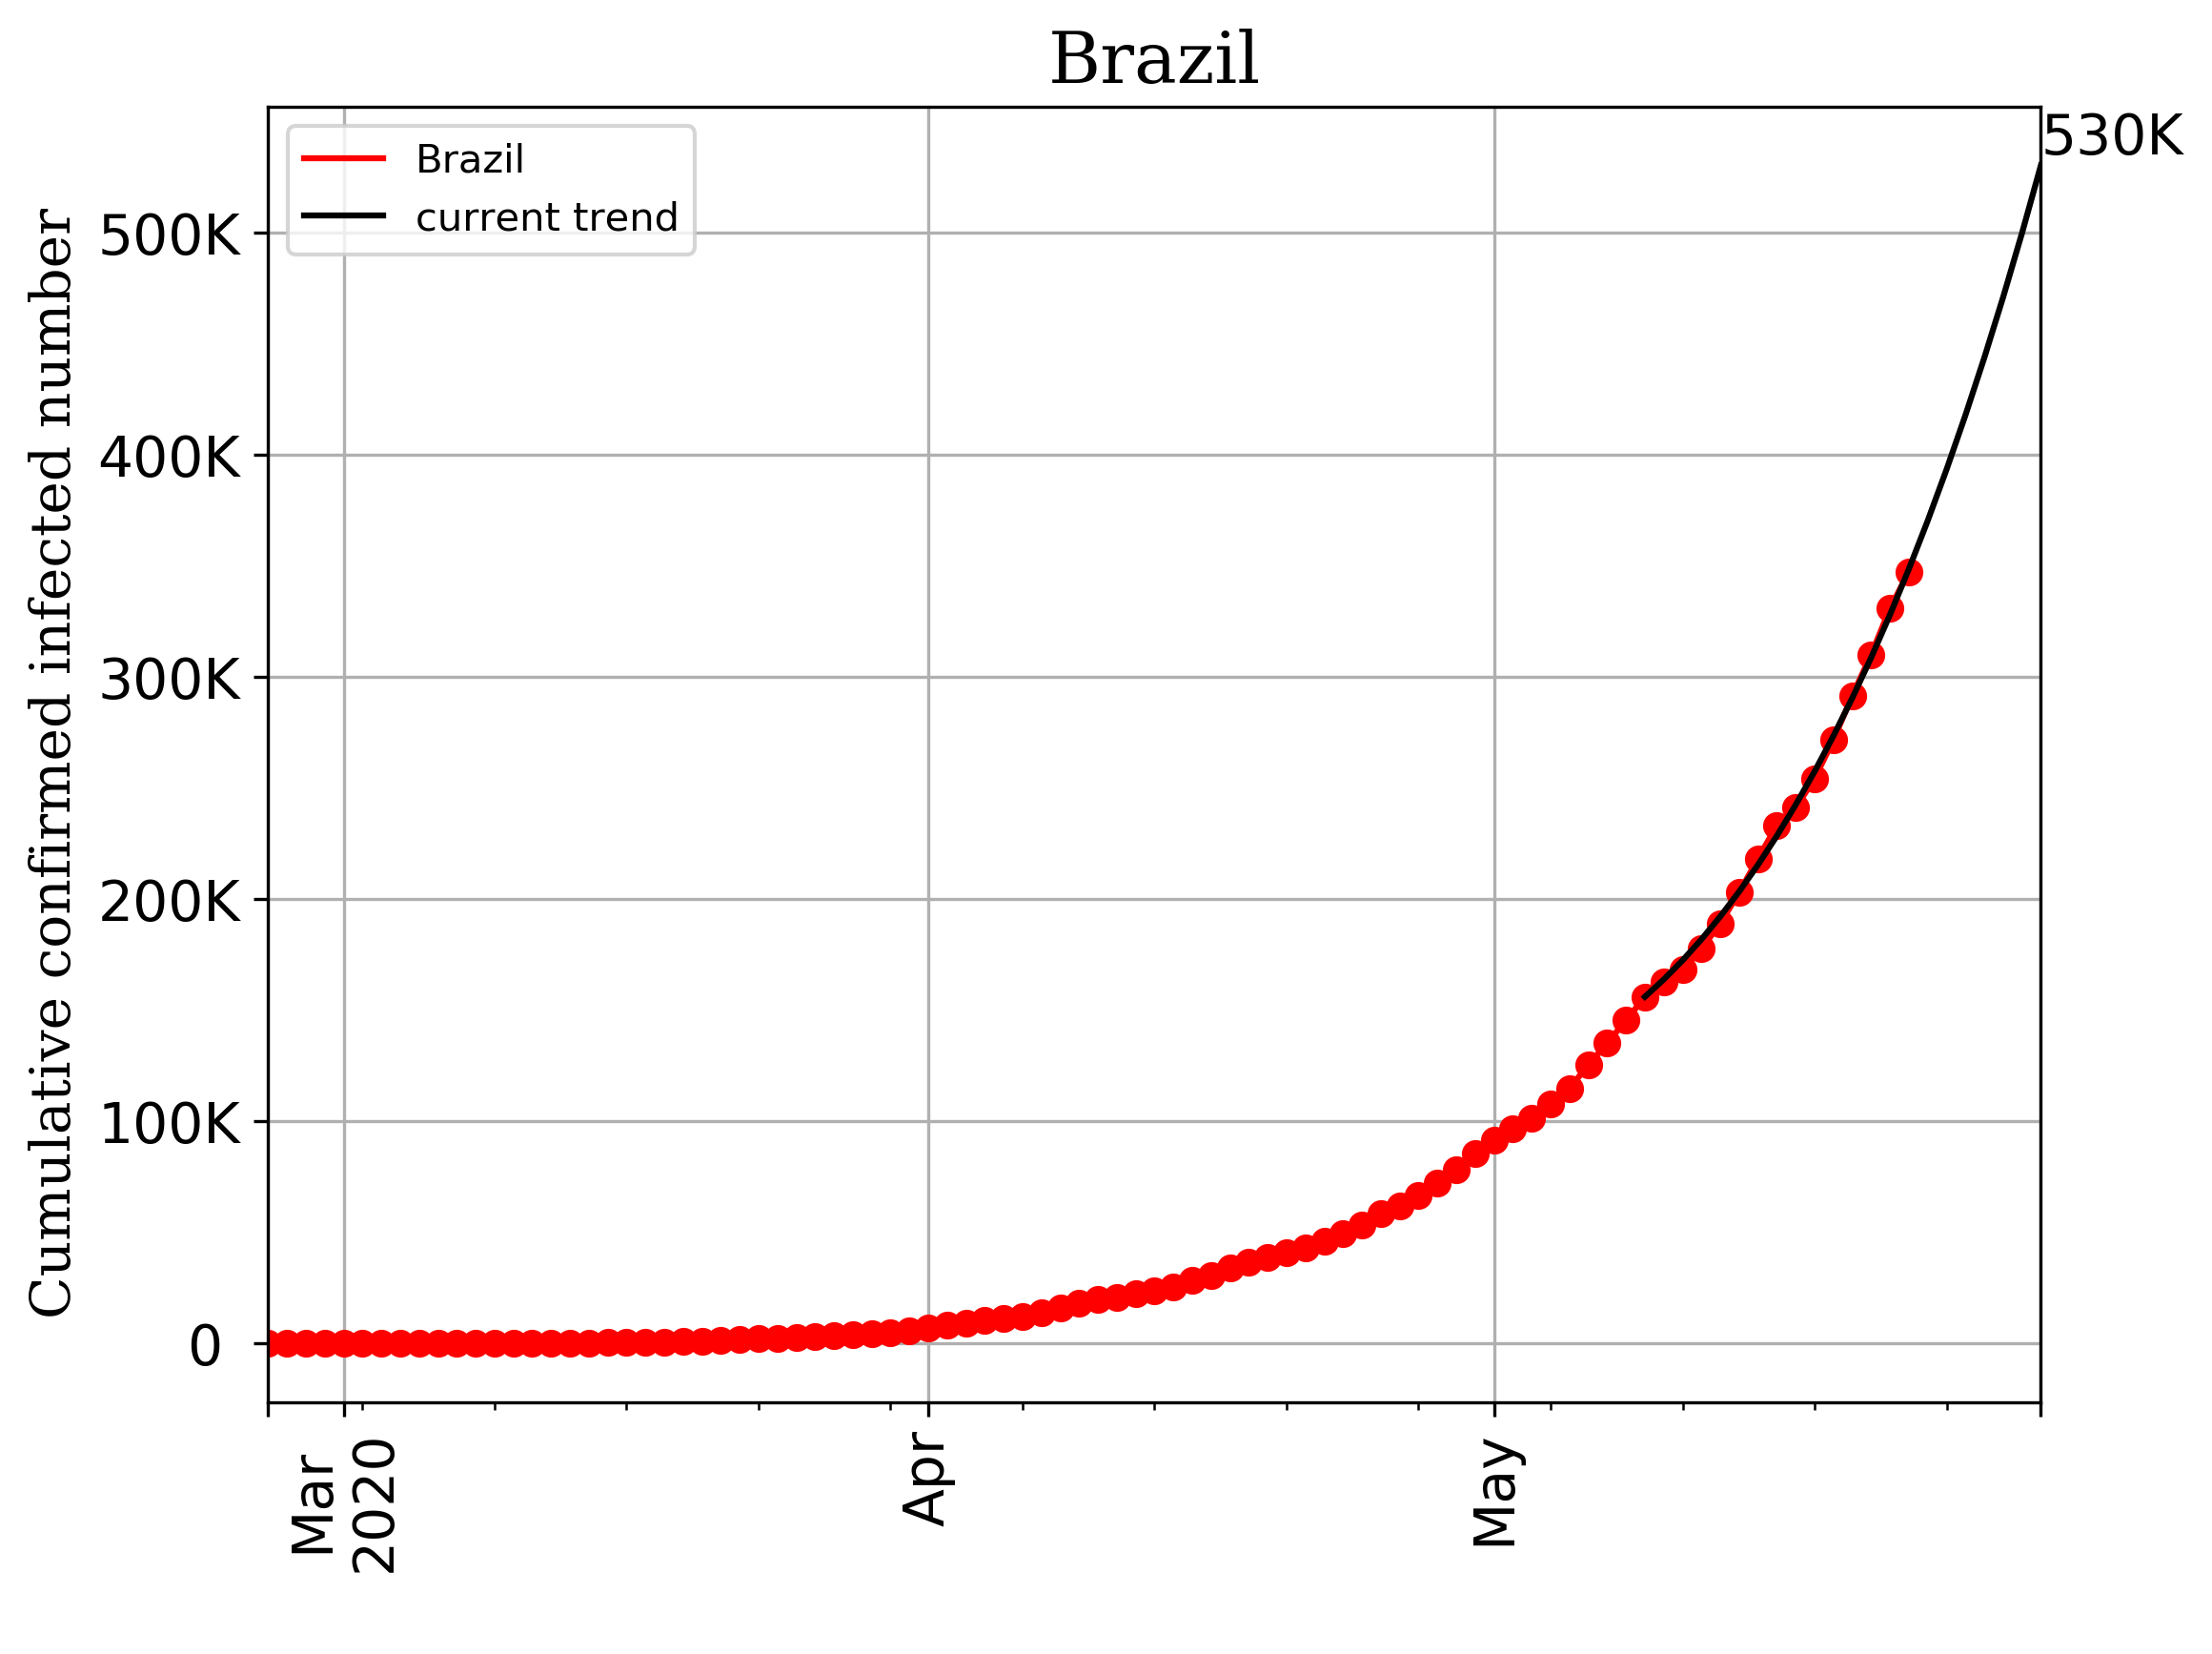 Brazil
530K
Brazil
current trend
Cumulative confirmed infected number
500K
400K
300K
200K
100K
0
Mar
2020
Apr
May